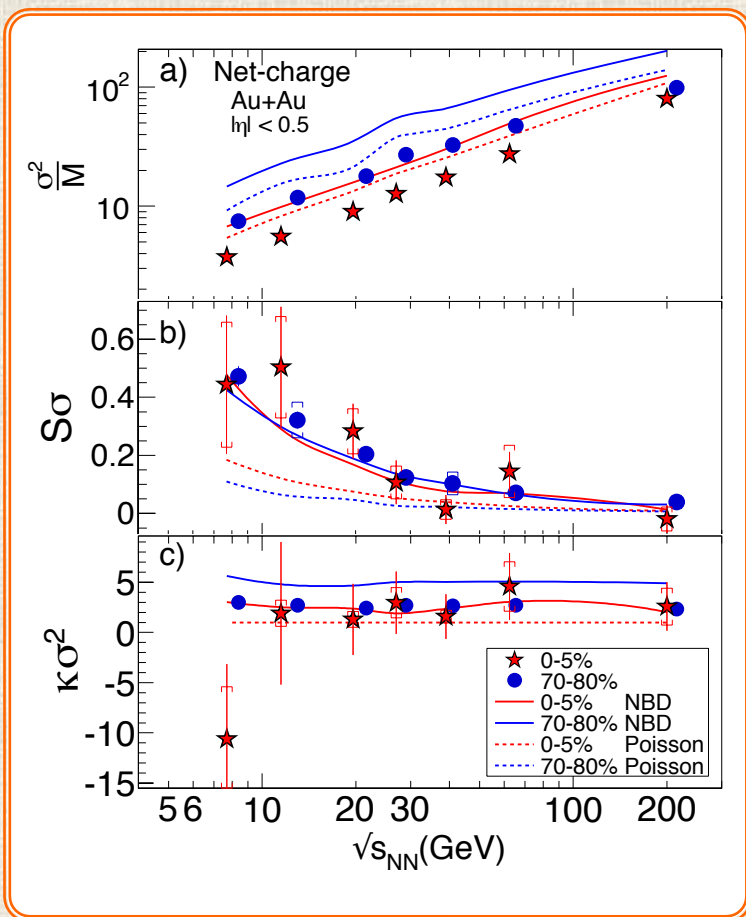 a) Net-charge
Au+Au
|η| < 0.5
σ²/M
10²
10
b)
Sσ
0.6
0.4
0.2
0
c)
κσ²
5
0
-5
-10
-15
0-5%
70-80%
0-5% NBD
70-80% NBD
0-5% Poisson
70-80% Poisson
5 6 10 20 30 100 200
√sNN(GeV)